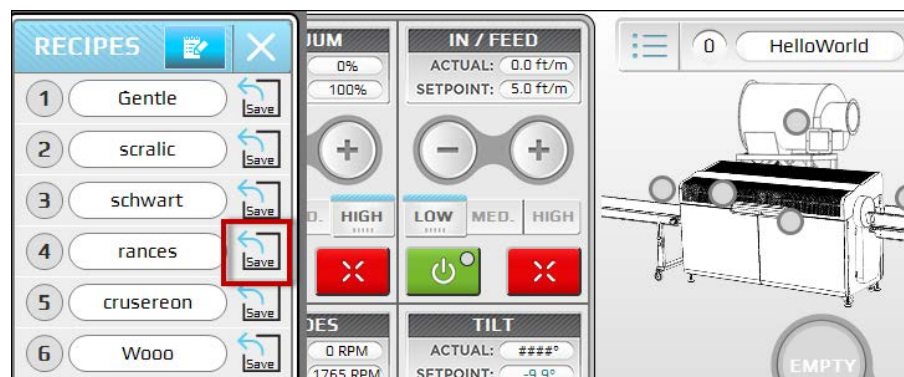 RECIPES
1 Gentle Save
2 scralic Save
3 schwart Save
4 rances Save
5 crusereon Save
6 Wooo Save
0%
100%
HIGH
0 RPM
1765 RPM
IN / FEED
ACTUAL: 0.0 ft/m
SETPOINT: 5.0 ft/m
LOW MED. HIGH
TILT
ACTUAL: ####°
SETPOINT: -9.9°
0 HelloWorld
EMPTY